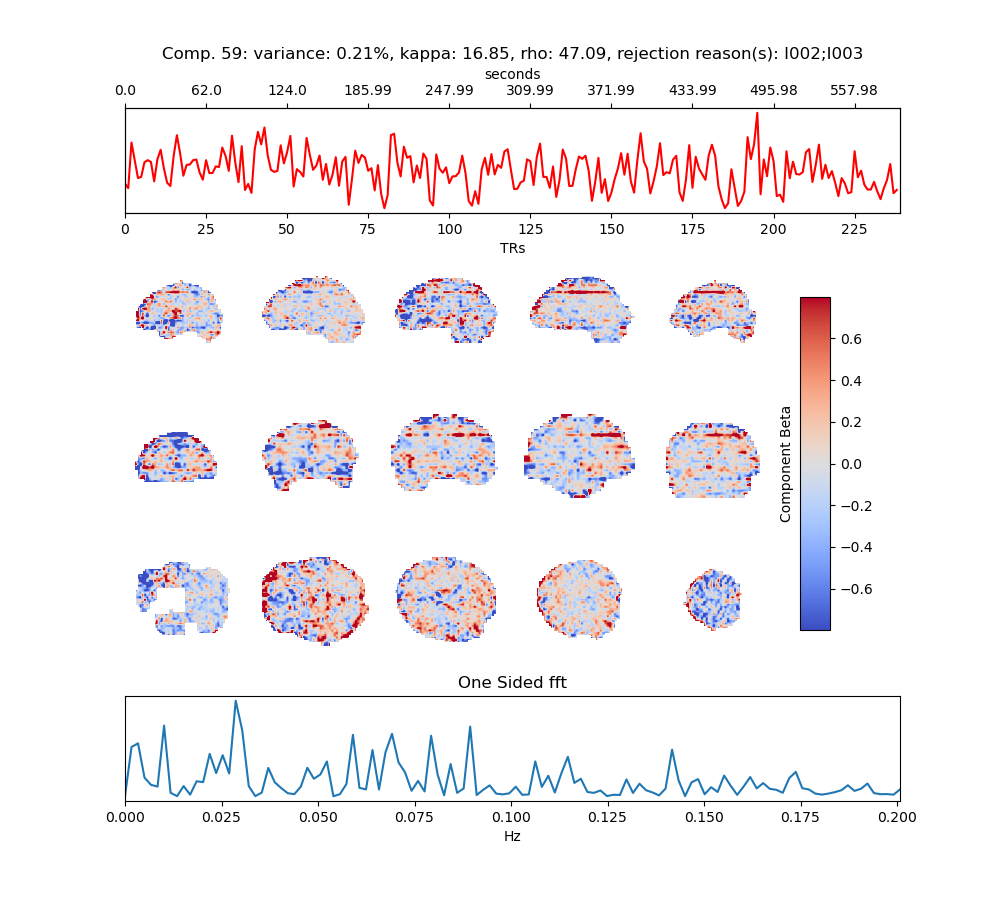 Comp. 59: variance: 0.21%, kappa: 16.85, rho: 47.09, rejection reason(s): I002;I003
seconds
0.0 62.0 124.0 185.99 247.99 309.99 371.99 433.99 495.98 557.98
0 25 50 75 100 125 150 175 200 225
TRs
0.6
0.4
0.2
0.0
−0.2
−0.4
−0.6
Component Beta
One Sided fft
0.000 0.025 0.050 0.075 0.100 0.125 0.150 0.175 0.200
Hz